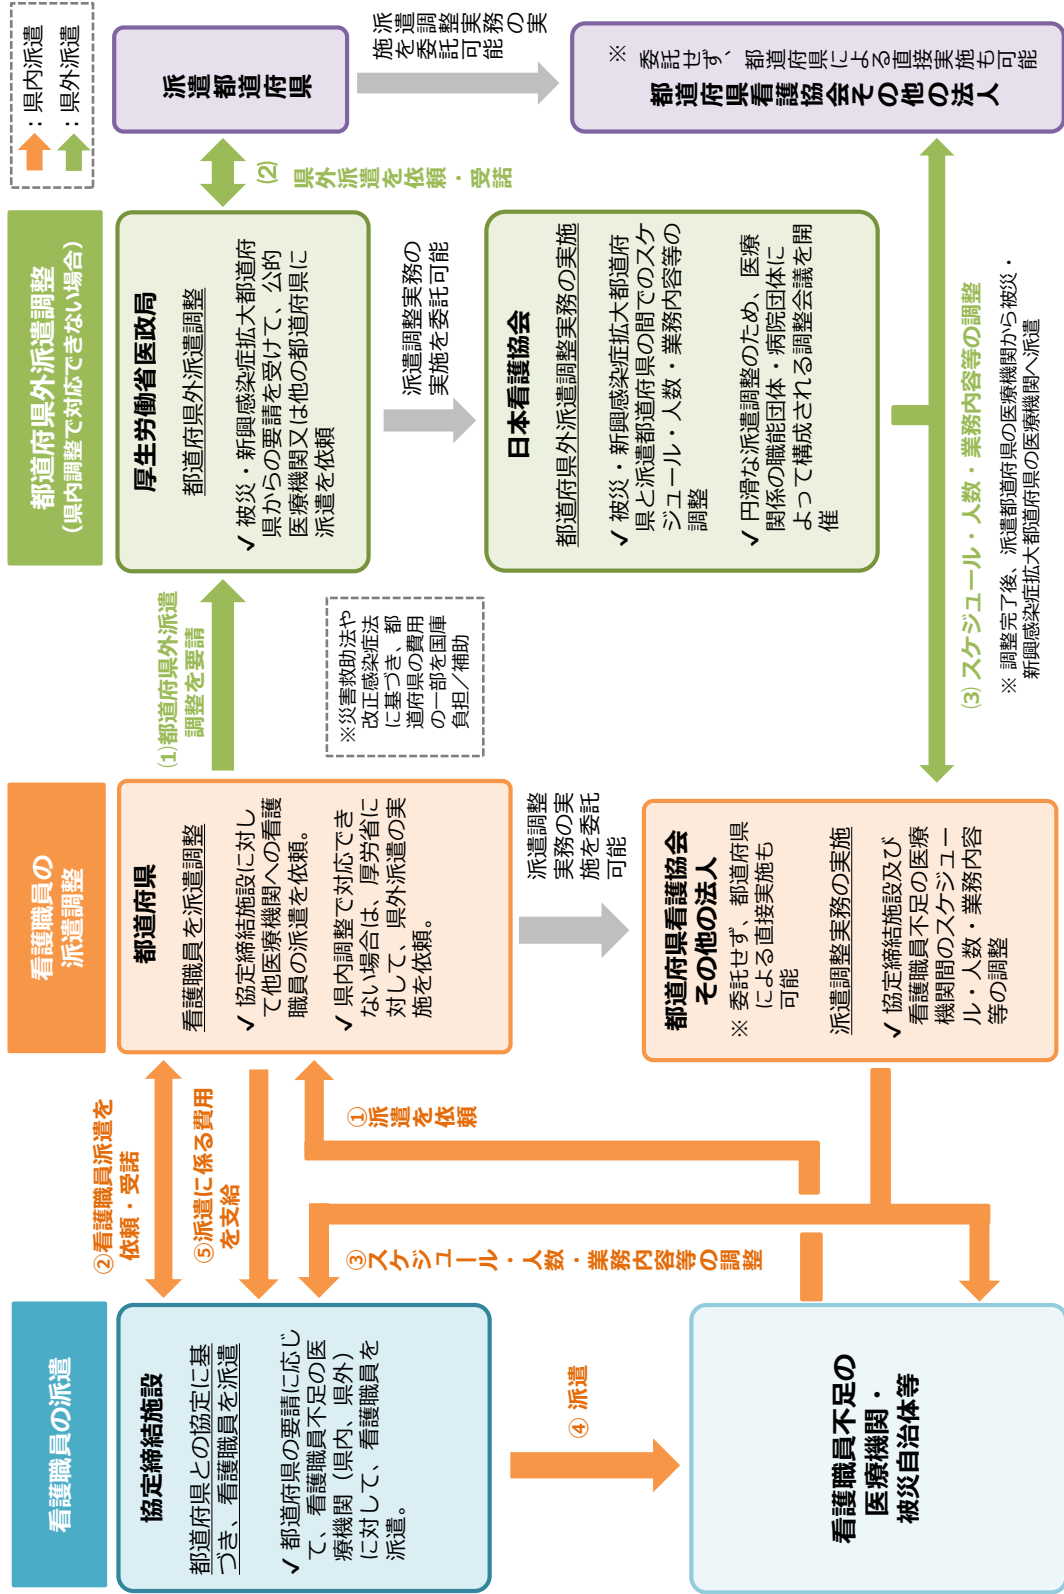 看護職員の派遣
協定締結施設
都道府県との協定に基
づき、看護職員を派遣
✓ 都道府県の要請に応じ
て、看護職員不足の医
療機関（県内、県外）
に対して、看護職員を
派遣。
④ 派遣
看護職員不足の
医療機関・
被災自治体等
②看護職員派遣を
依頼・受諾
⑤派遣に係る費用
を支給
①派遣
を依頼
③スケジュール・人数・業務内容等の調整
看護職員の
派遣調整
都道府県
看護職員を派遣調整
✓ 協定締結施設に対し
て他医療機関への看護
職員の派遣を依頼。
✓ 県内調整で対応でき
ない場合は、厚労省に
対して、県外派遣の実
施を依頼。
派遣調整
実務の実
施を委託
可能
都道府県看護協会
その他の法人
※ 委託せず、都道府県
による直接実施も
可能
派遣調整実務の実施
✓ 協定締結施設及び
看護職員不足の医療
機関間のスケジュー
ル・人数・業務内容
等の調整
(1)都道府県外派遣
調整を要請
※災害救助法や
改正感染症法
に基づき、都
道府県の費用
の一部を国庫
負担／補助
都道府県外派遣調整
（県内調整で対応できない場合）
厚生労働省医政局
都道府県外派遣調整
✓ 被災・新興感染症拡大都道府
県からの要請を受けて、公的
医療機関又は他の都道府県に
派遣を依頼
派遣調整実務の
実施を委託可能
日本看護協会
都道府県外派遣調整実務の実施
✓ 被災・新興感染症拡大都道府
県と派遣都道府県の間でのスケ
ジュール・人数・業務内容等の
調整
✓ 円滑な派遣調整のため、医療
関係の職能団体・病院団体に
よって構成される調整会議を開
催
(2)
県外派遣を依頼・受諾
(3) スケジュール・人数・業務内容等の調整
※ 調整完了後、派遣都道府県の医療機関から被災・
新興感染症拡大都道府県の医療機関へ派遣
：県内派遣
：県外派遣
派遣都道
府県
派遣調整実務の実
施を委託可能
※ 委託せず、都道府県による直接実施も可能
都道府県看護協会その他の法人